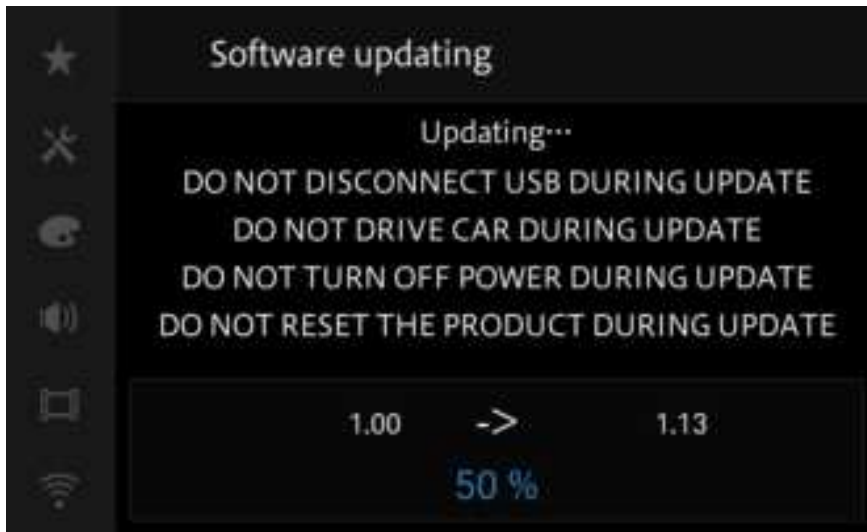 Software updating
Updating···
DO NOT DISCONNECT USB DURING UPDATE
DO NOT DRIVE CAR DURING UPDATE
DO NOT TURN OFF POWER DURING UPDATE
DO NOT RESET THE PRODUCT DURING UPDATE
1.00 -> 1.13
50 %